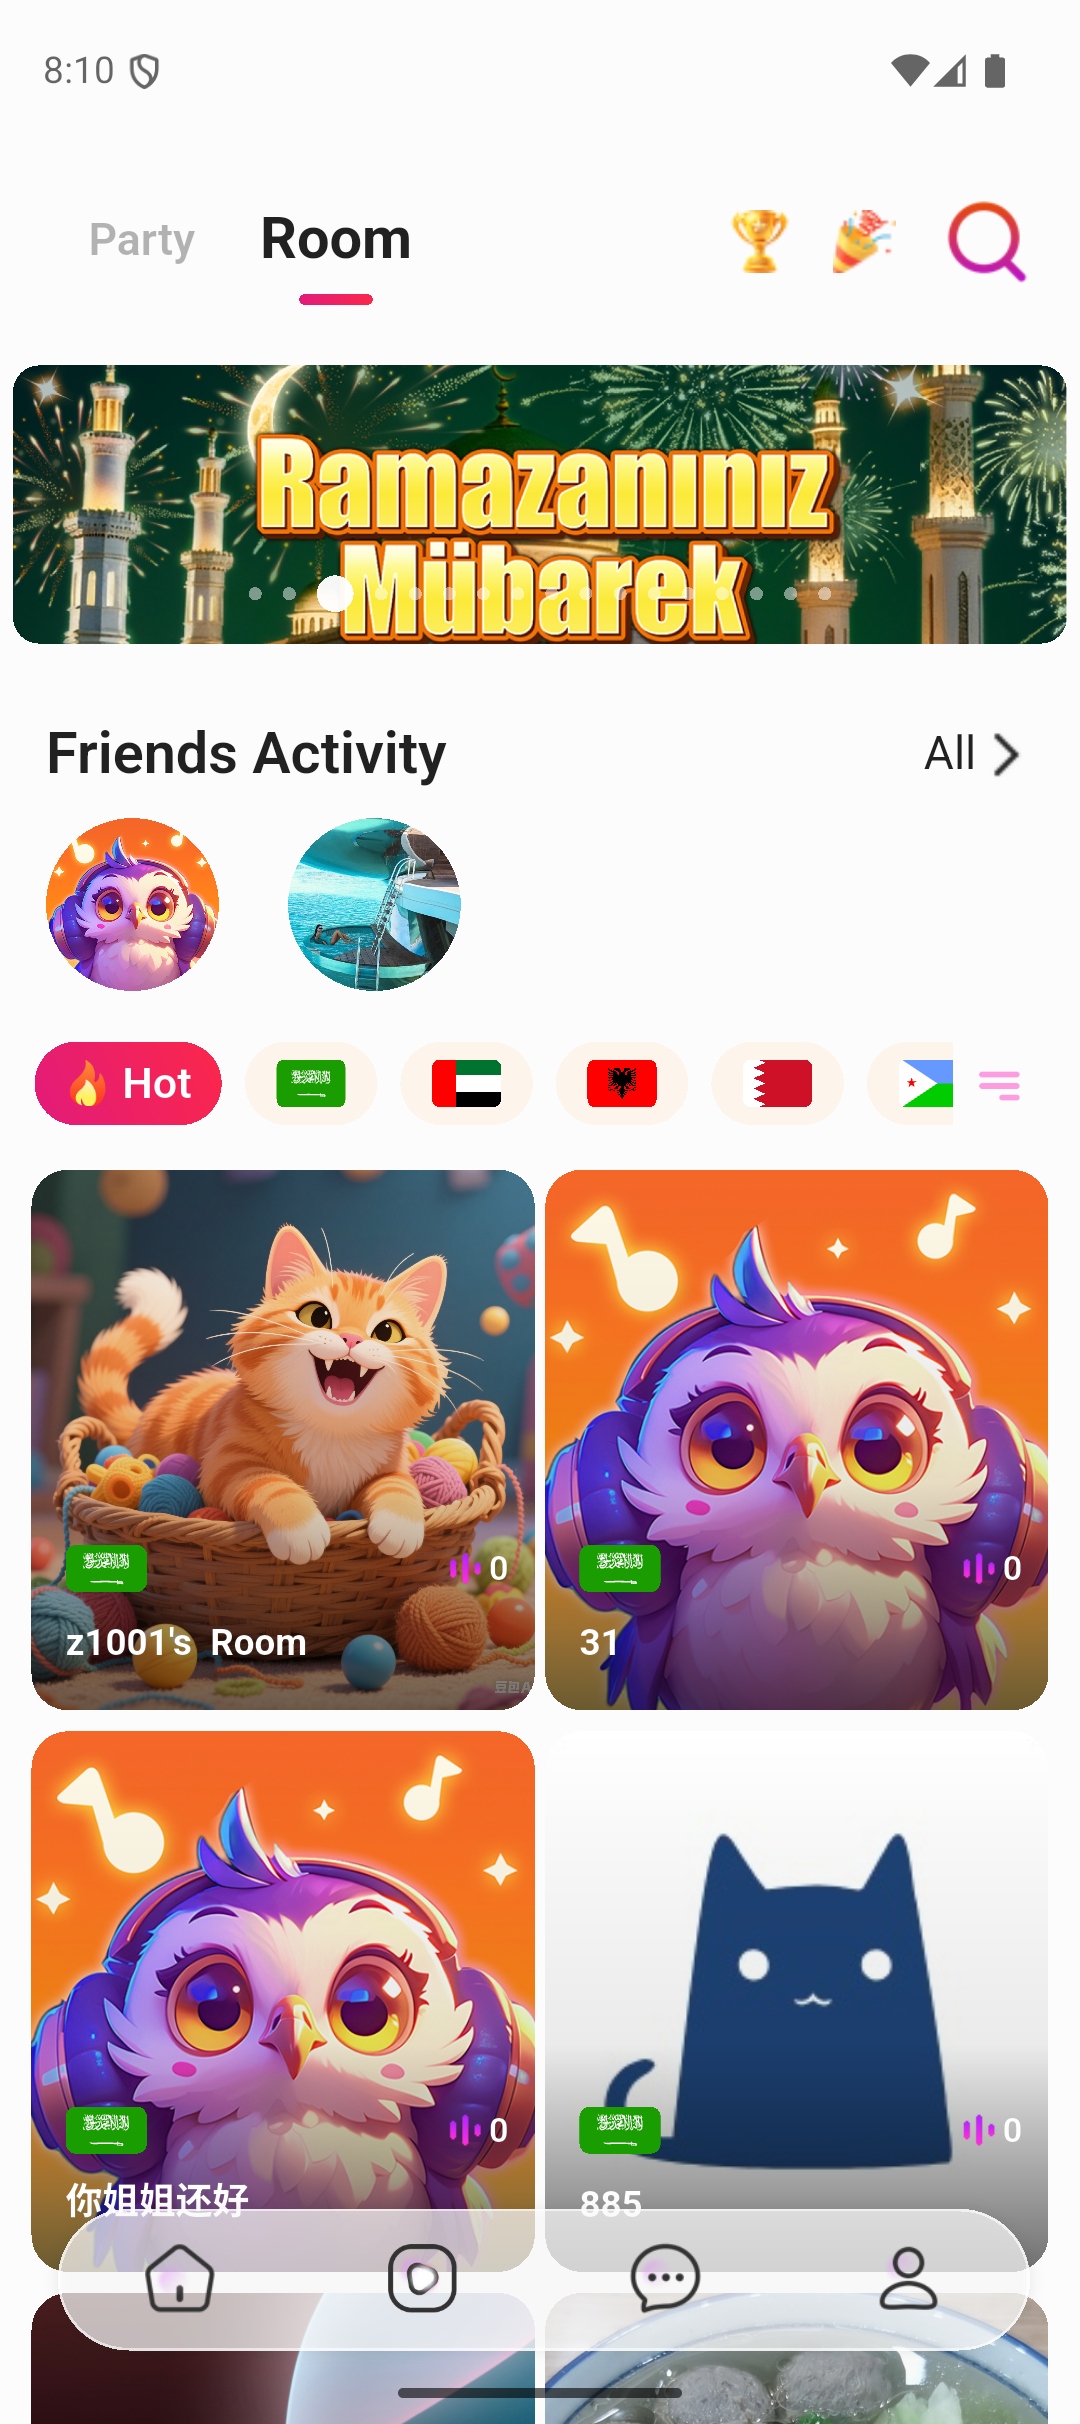 8:10
Party
Room
Ramazanınız
Mübarek
Friends Activity
All
Hot
0
z1001's Room
0
31
0
你姐姐还好
0
885